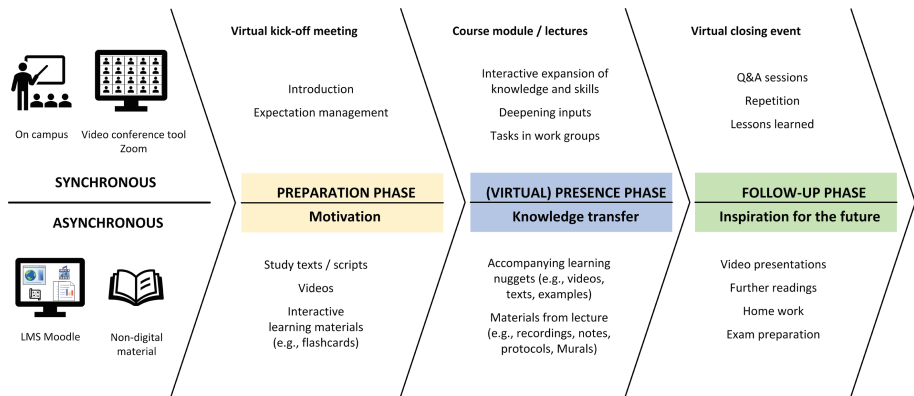 Virtual kick-off meeting
Course module / lectures
Virtual closing event
On campus
Video conference tool
Zoom
Introduction
Expectation management
Interactive expansion of
knowledge and skills
Deepening inputs
Tasks in work groups
Q&A sessions
Repetition
Lessons learned
SYNCHRONOUS
PREPARATION PHASE
(VIRTUAL) PRESENCE PHASE
FOLLOW-UP PHASE
ASYNCHRONOUS
Motivation
Knowledge transfer
Inspiration for the future
LMS Moodle
Non-digital
material
Study texts / scripts
Videos
Interactive
learning materials
(e.g., flashcards)
Accompanying learning
nuggets (e.g., videos,
texts, examples)
Materials from lecture
(e.g., recordings, notes,
protocols, Murals)
Video presentations
Further readings
Home work
Exam preparation